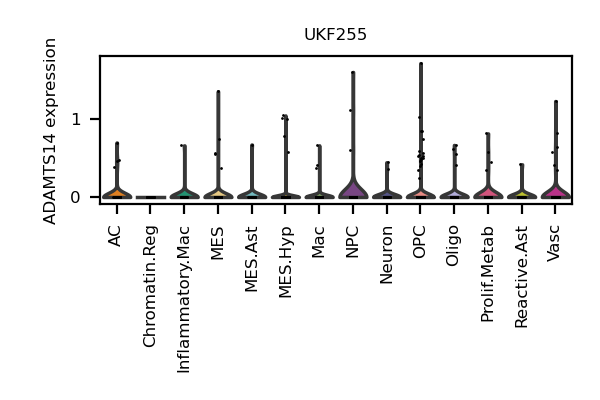 UKF255
ADAMTS14 expression
1
0
AC
Chromatin.Reg
Inflammatory.Mac
MES
MES.Ast
MES.Hyp
Mac
NPC
Neuron
OPC
Oligo
Prolif.Metab
Reactive.Ast
Vasc